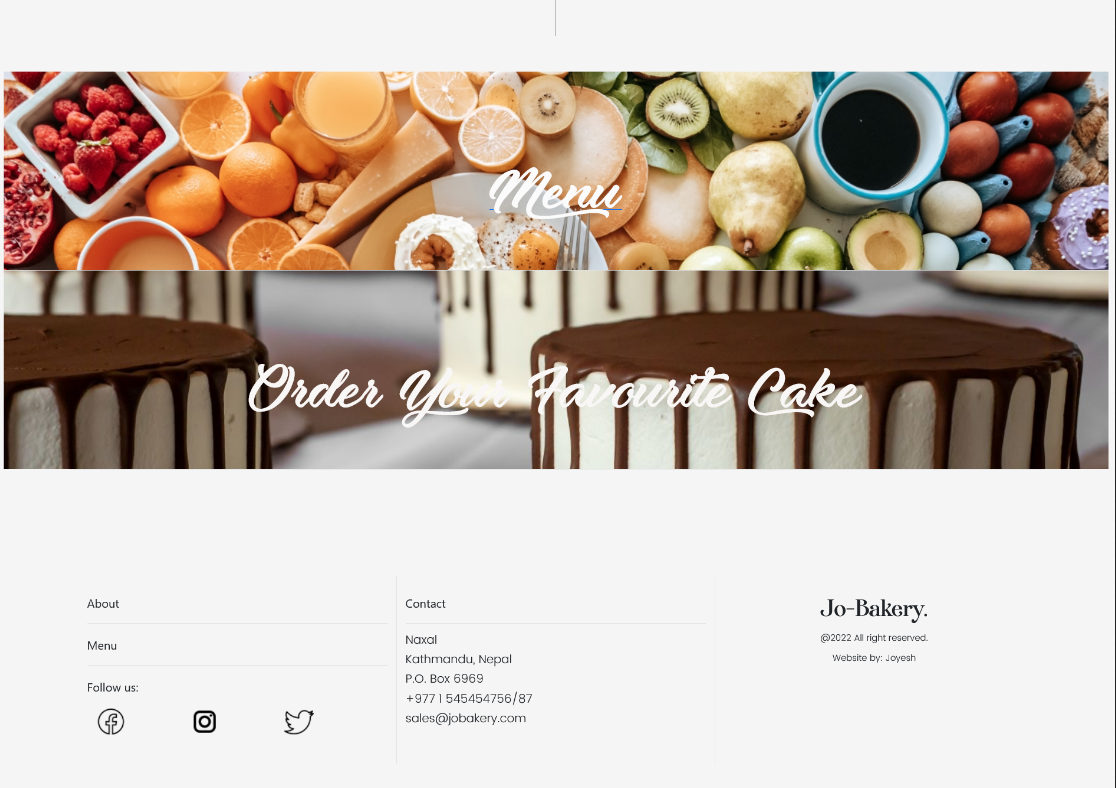 Menu
Order Your Favourite Cake
About
Menu
Follow us:
Contact
Naxal
Kathmandu, Nepal
P.O. Box 6969
+977 1 545454756/87
sales@jobakery.com
Jo-Bakery.
@2022 All right reserved.
Website by: Joyesh